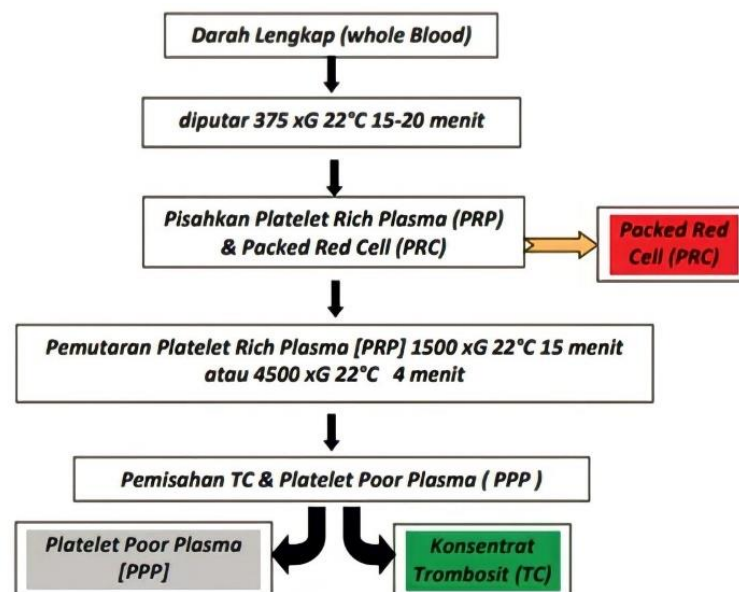 Darah Lengkap (whole Blood)
diputar 375 xG 22°C 15-20 menit
Pisahkan Platelet Rich Plasma (PRP)
& Packed Red Cell (PRC)
Packed Red
Cell (PRC)
Pemutaran Platelet Rich Plasma [PRP] 1500 xG 22°C 15 menit
atau 4500 xG 22°C 4 menit
Pemisahan TC & Platelet Poor Plasma ( PPP )
Platelet Poor Plasma
[PPP]
Konsentrat
Trombosit (TC)